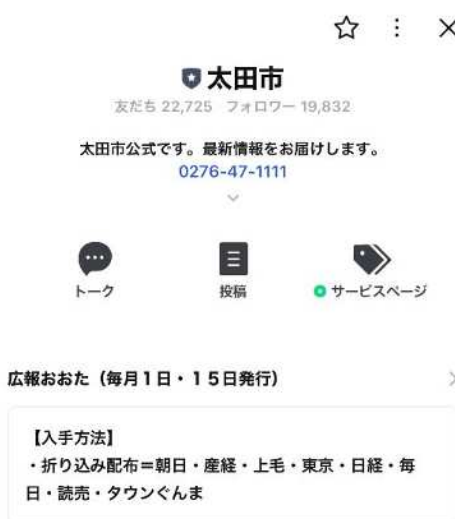 太田市
友だち 22,725 フォロワー 19,832
太田市公式です。最新情報をお届けします。
0276-47-1111
トーク 投稿 サービスページ
広報おおた（毎月1日・１５日発行）
【入手方法】
・折り込み配布=朝日・産経・上毛・東京・日経・毎
日・読売・タウンぐんま